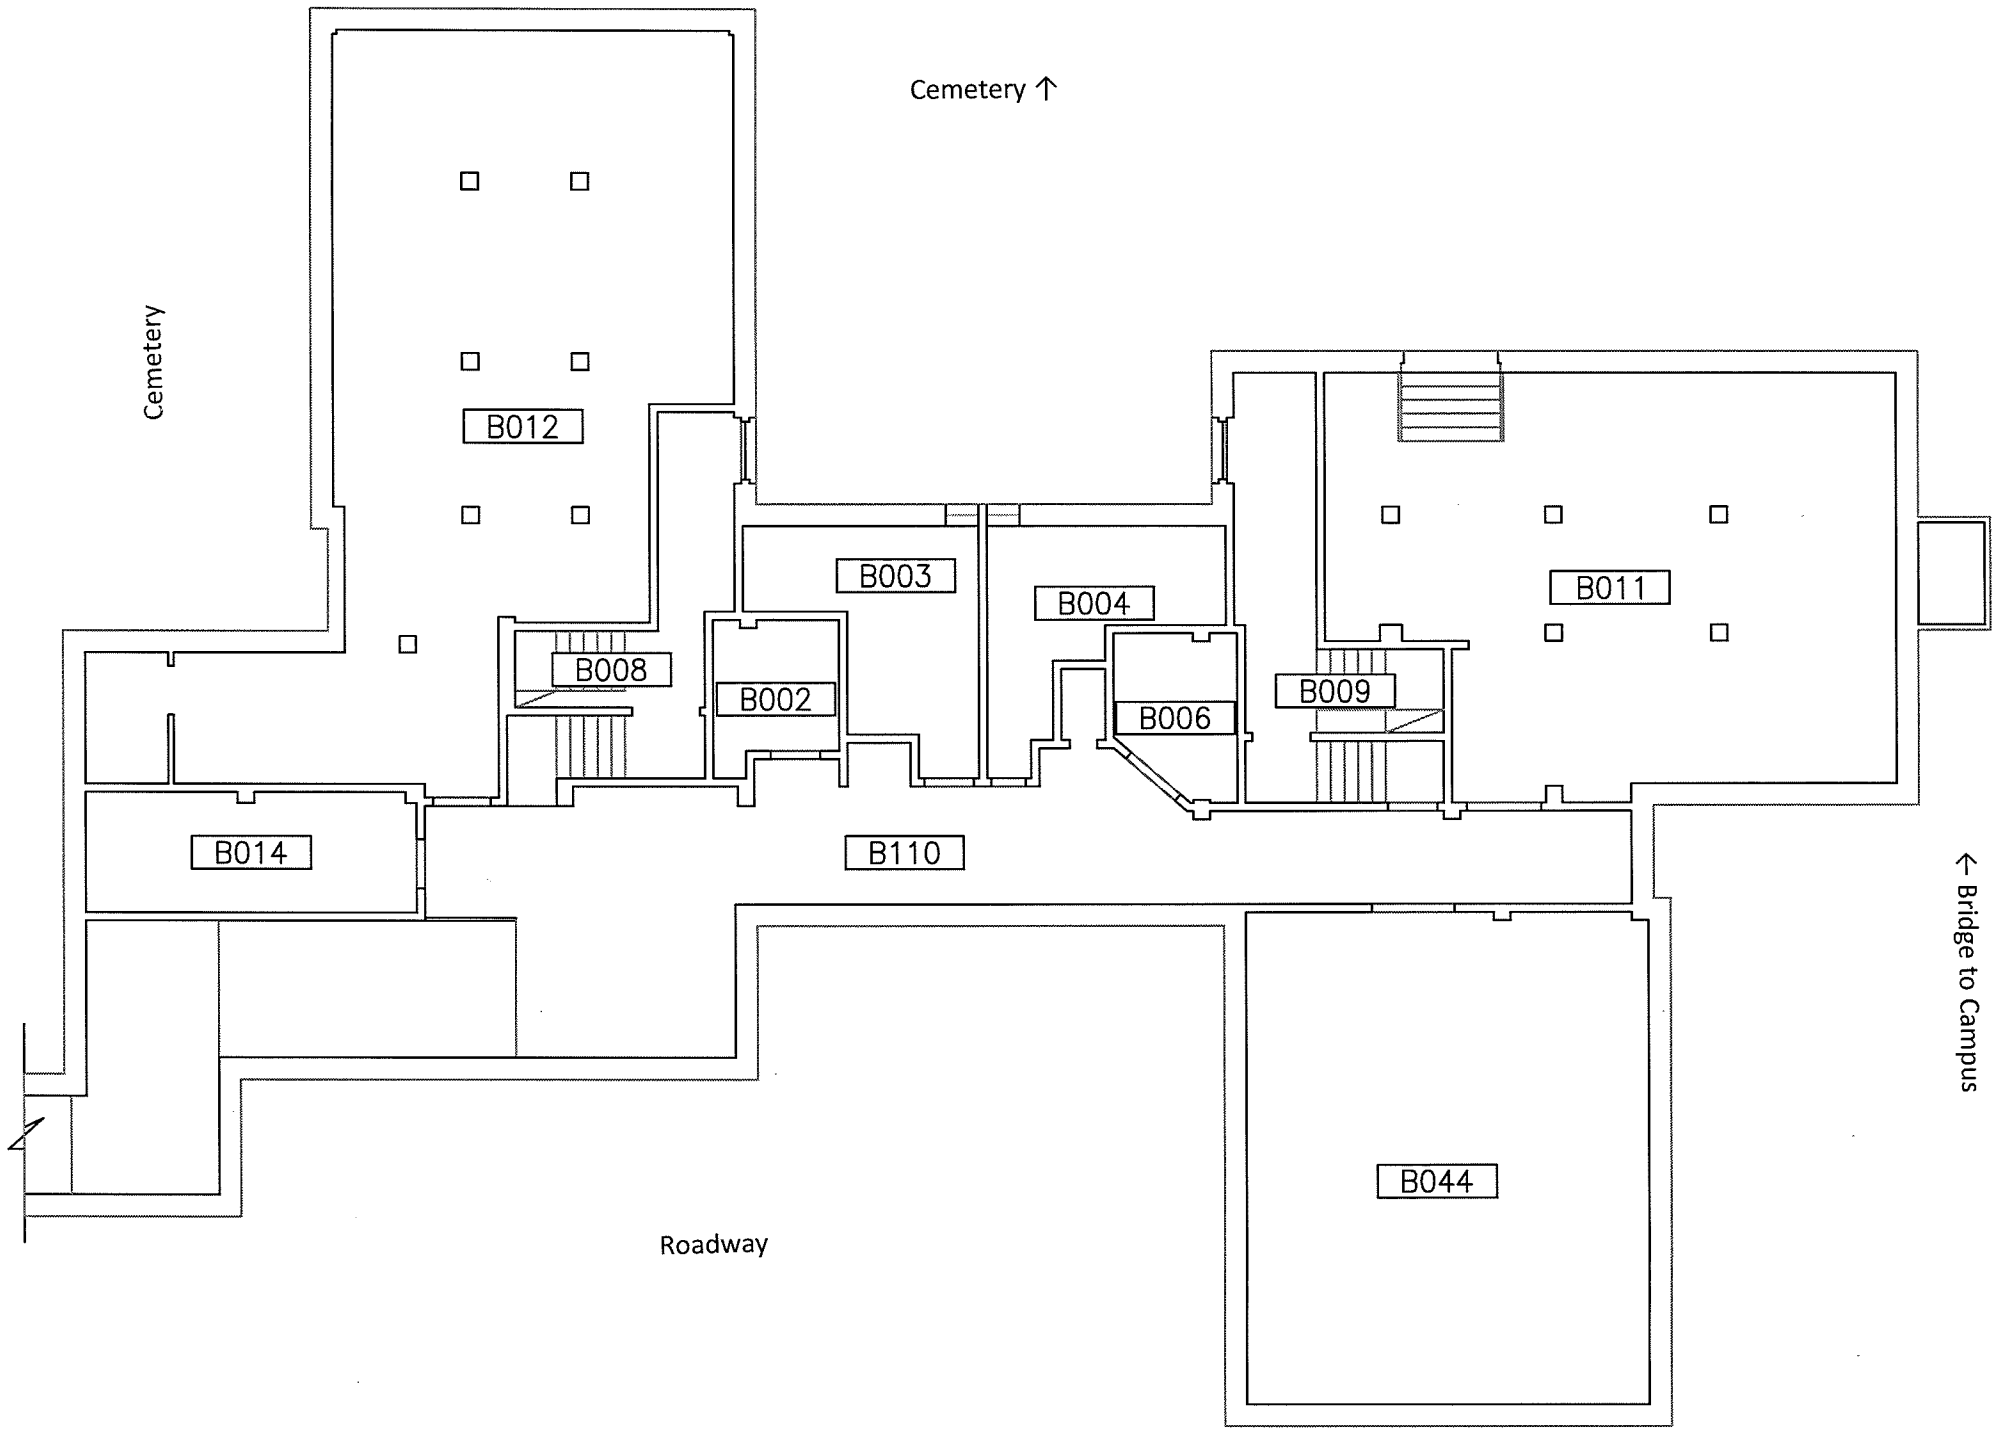 Cemetery ↑
Cemetery
B012
B003
B004
B011
B008
B002
B009
B006
B014
B110
← Bridge to Campus
B044
Roadway